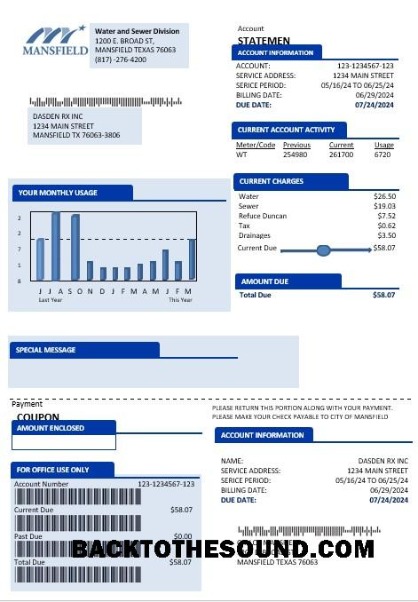 MANSFIELD
Water and Sewer Division
1200 E. BROAD ST,
MANSFIELD TEXAS 76063
(817) -276-4200
DASDEN RX INC
1234 MAIN STREET
MANSFIELD TX 76063-3806
Account
STATEMEN
ACCOUNT INFORMATION
ACCOUNT: 123-1234567-123
SERVICE ADDRESS: 1234 MAIN STREET
SERICE PERIOD: 05/16/24 TO 06/25/24
BILLING DATE: 06/29/2024
DUE DATE: 07/24/2024
CURRENT ACCOUNT ACTIVITY
Meter/Code Previous Current Usage
WT 254980 261700 6720
YOUR MONTHLY USAGE
2
2
7
1
8
J J A S O N D J M A M J J F M
Last Year This Year
CURRENT CHARGES
Water $26.50
Sewer $19.03
Refuce Duncan $7.52
Tax $0.62
Drainages $3.50
Current Due $58.07
AMOUNT DUE
Total Due $58.07
SPECIAL MESSAGE
Payment
COUPON
AMOUNT ENCLOSED
PLEASE RETURN THIS PORTION ALONG WITH YOUR PAYMENT.
PLEASE MAKE YOUR CHECK PAYABLE TO CITY OF MANSFIELD
ACCOUNT INFORMATION
NAME: DASDEN RX INC
SERVICE ADDRESS: 1234 MAIN STREET
SERICE PERIOD: 05/16/24 TO 06/25/24
BILLING DATE: 06/29/2024
DUE DATE: 07/24/2024
FOR OFFICE USE ONLY
Account Number 123-1234567-123
Current Due $58.07
Past Due $0.00
Total Due $58.07
BACKTOTHESOUND.COM
MANSFIELD TEXAS 76063